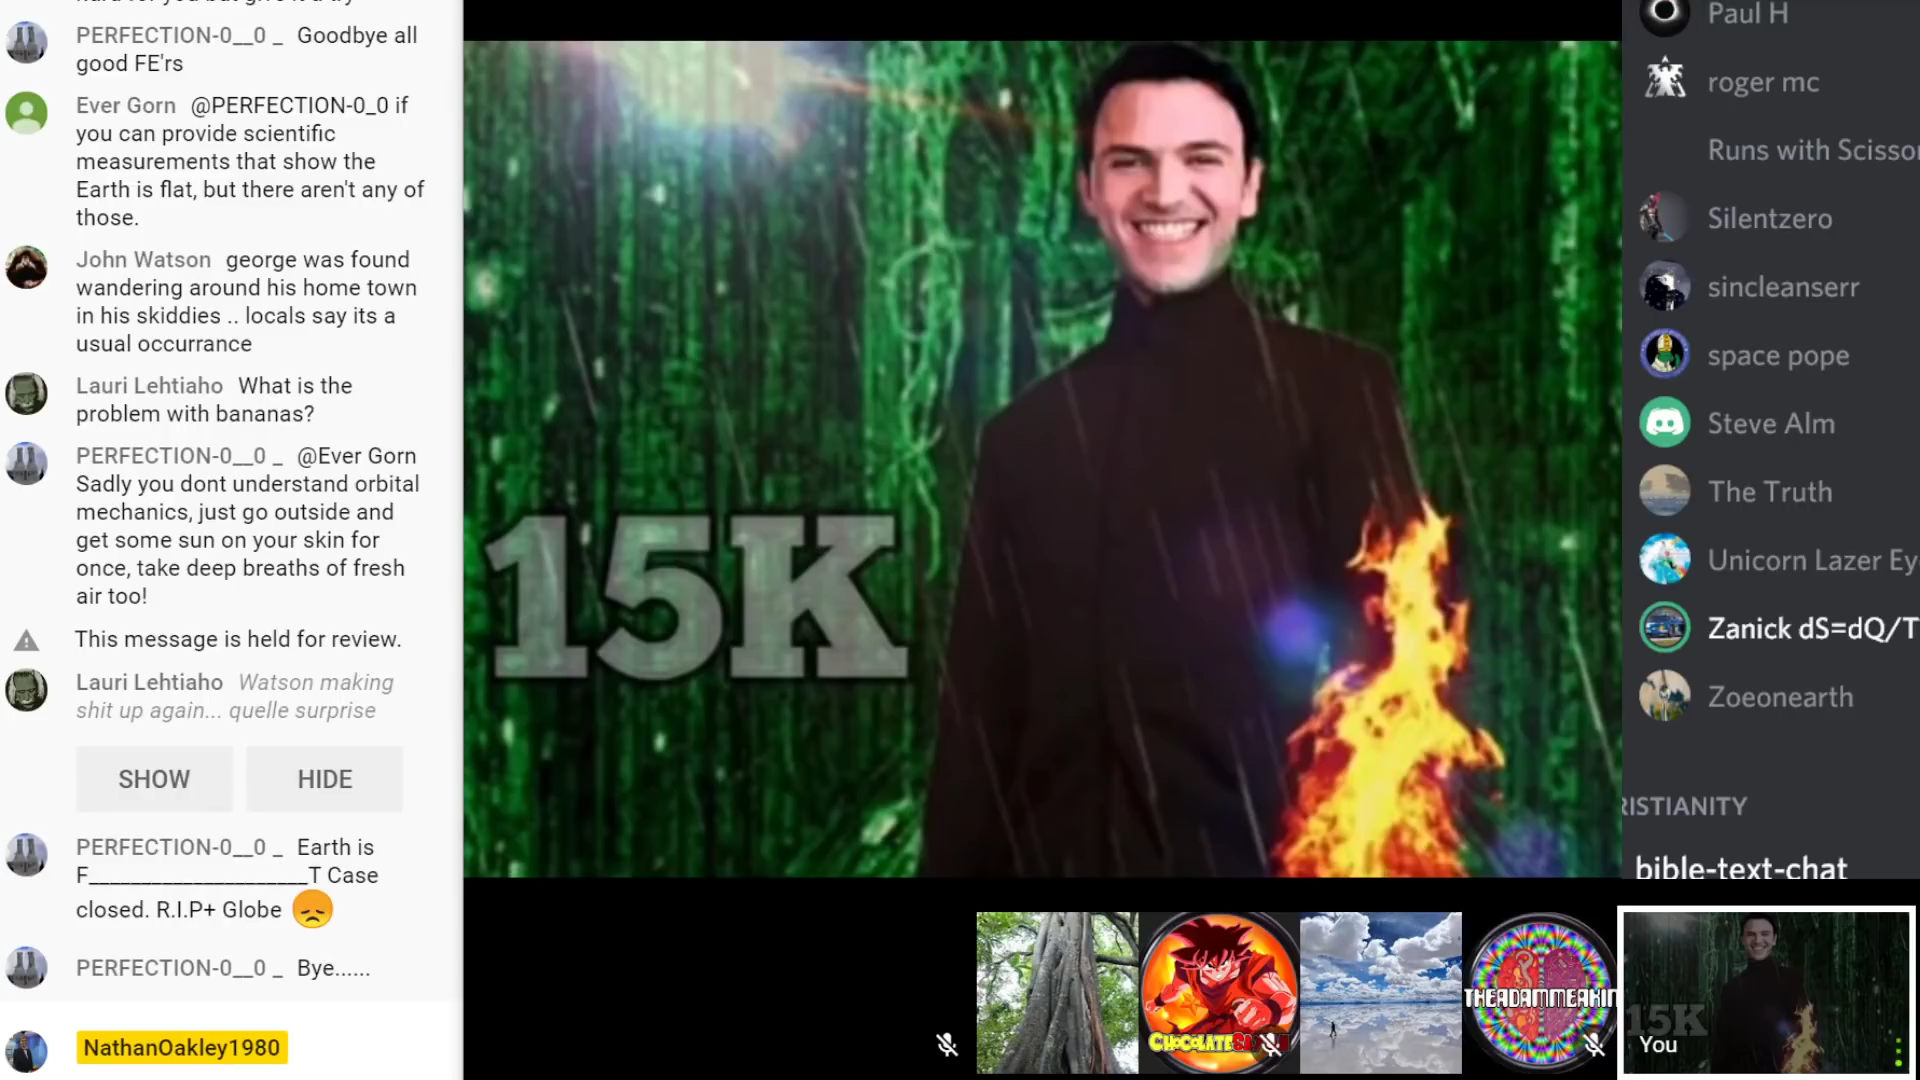 PERFECTION-0__0 _ Goodbye all
good FE'rs
Ever Gorn @PERFECTION-0_0 if
you can provide scientific
measurements that show the
Earth is flat, but there aren't any of
those.
John Watson george was found
wandering around his home town
in his skiddies .. locals say its a
usual occurrance
Lauri Lehtiaho What is the
problem with bananas?
PERFECTION-0__0 _ @Ever Gorn
Sadly you dont understand orbital
mechanics, just go outside and
get some sun on your skin for
once, take deep breaths of fresh
air too!
This message is held for review.
Lauri Lehtiaho Watson making
shit up again... quelle surprise
SHOW HIDE
PERFECTION-0__0 _ Earth is
F____________________T Case
closed. R.I.P+ Globe
PERFECTION-0__0 _ Bye......
NathanOakley1980
15K
Paul H
roger mc
Runs with Scissor
Silentzero
sincleanserr
space pope
Steve Alm
The Truth
Unicorn Lazer Ey
Zanick dS=dQ/T
Zoeonearth
RISTIANITY
bible-text-chat
THEADAMMEAKIN
15K
You